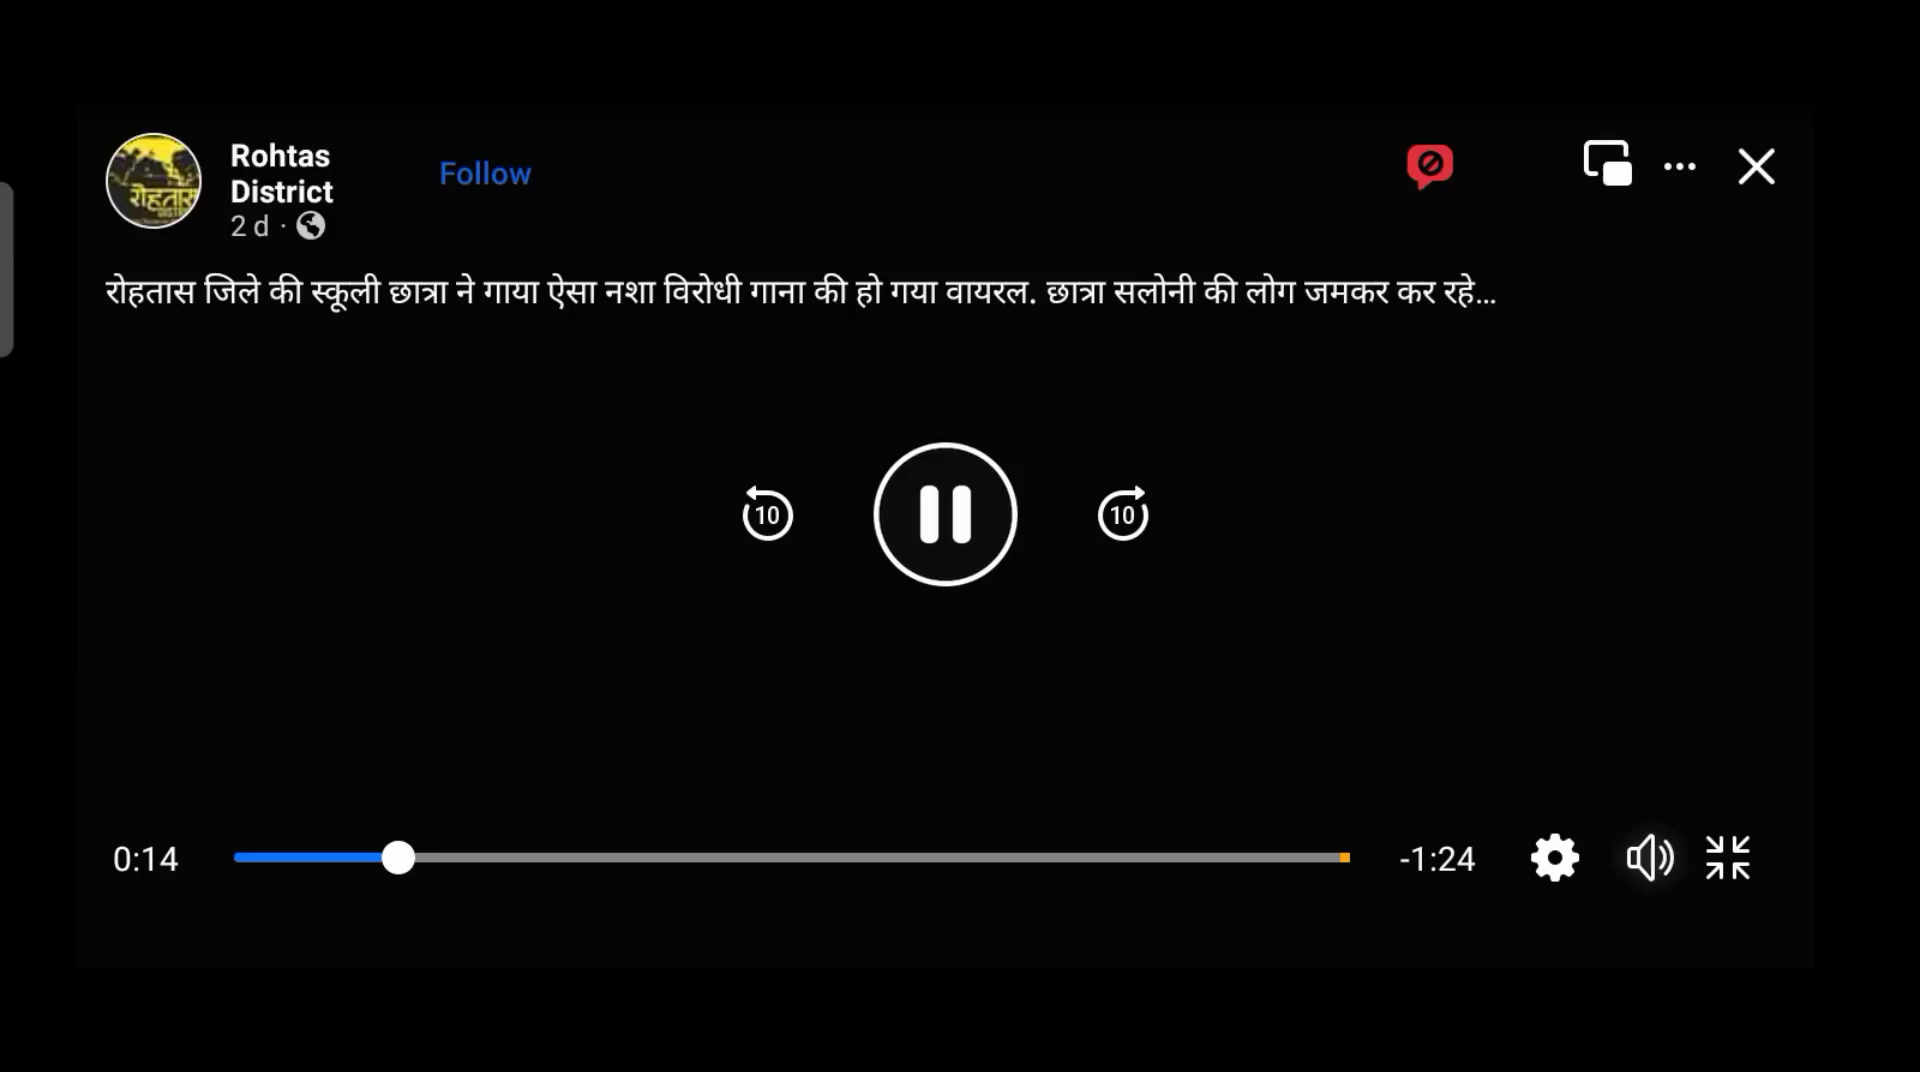 Rohtas
District
Follow
2 d ·
रोहतास
रोहतास जिले की स्कूली छात्रा ने गाया ऐसा नशा विरोधी गाना की हो गया वायरल. छात्रा सलोनी की लोग जमकर कर रहे...
10
10
0:14
-1:24